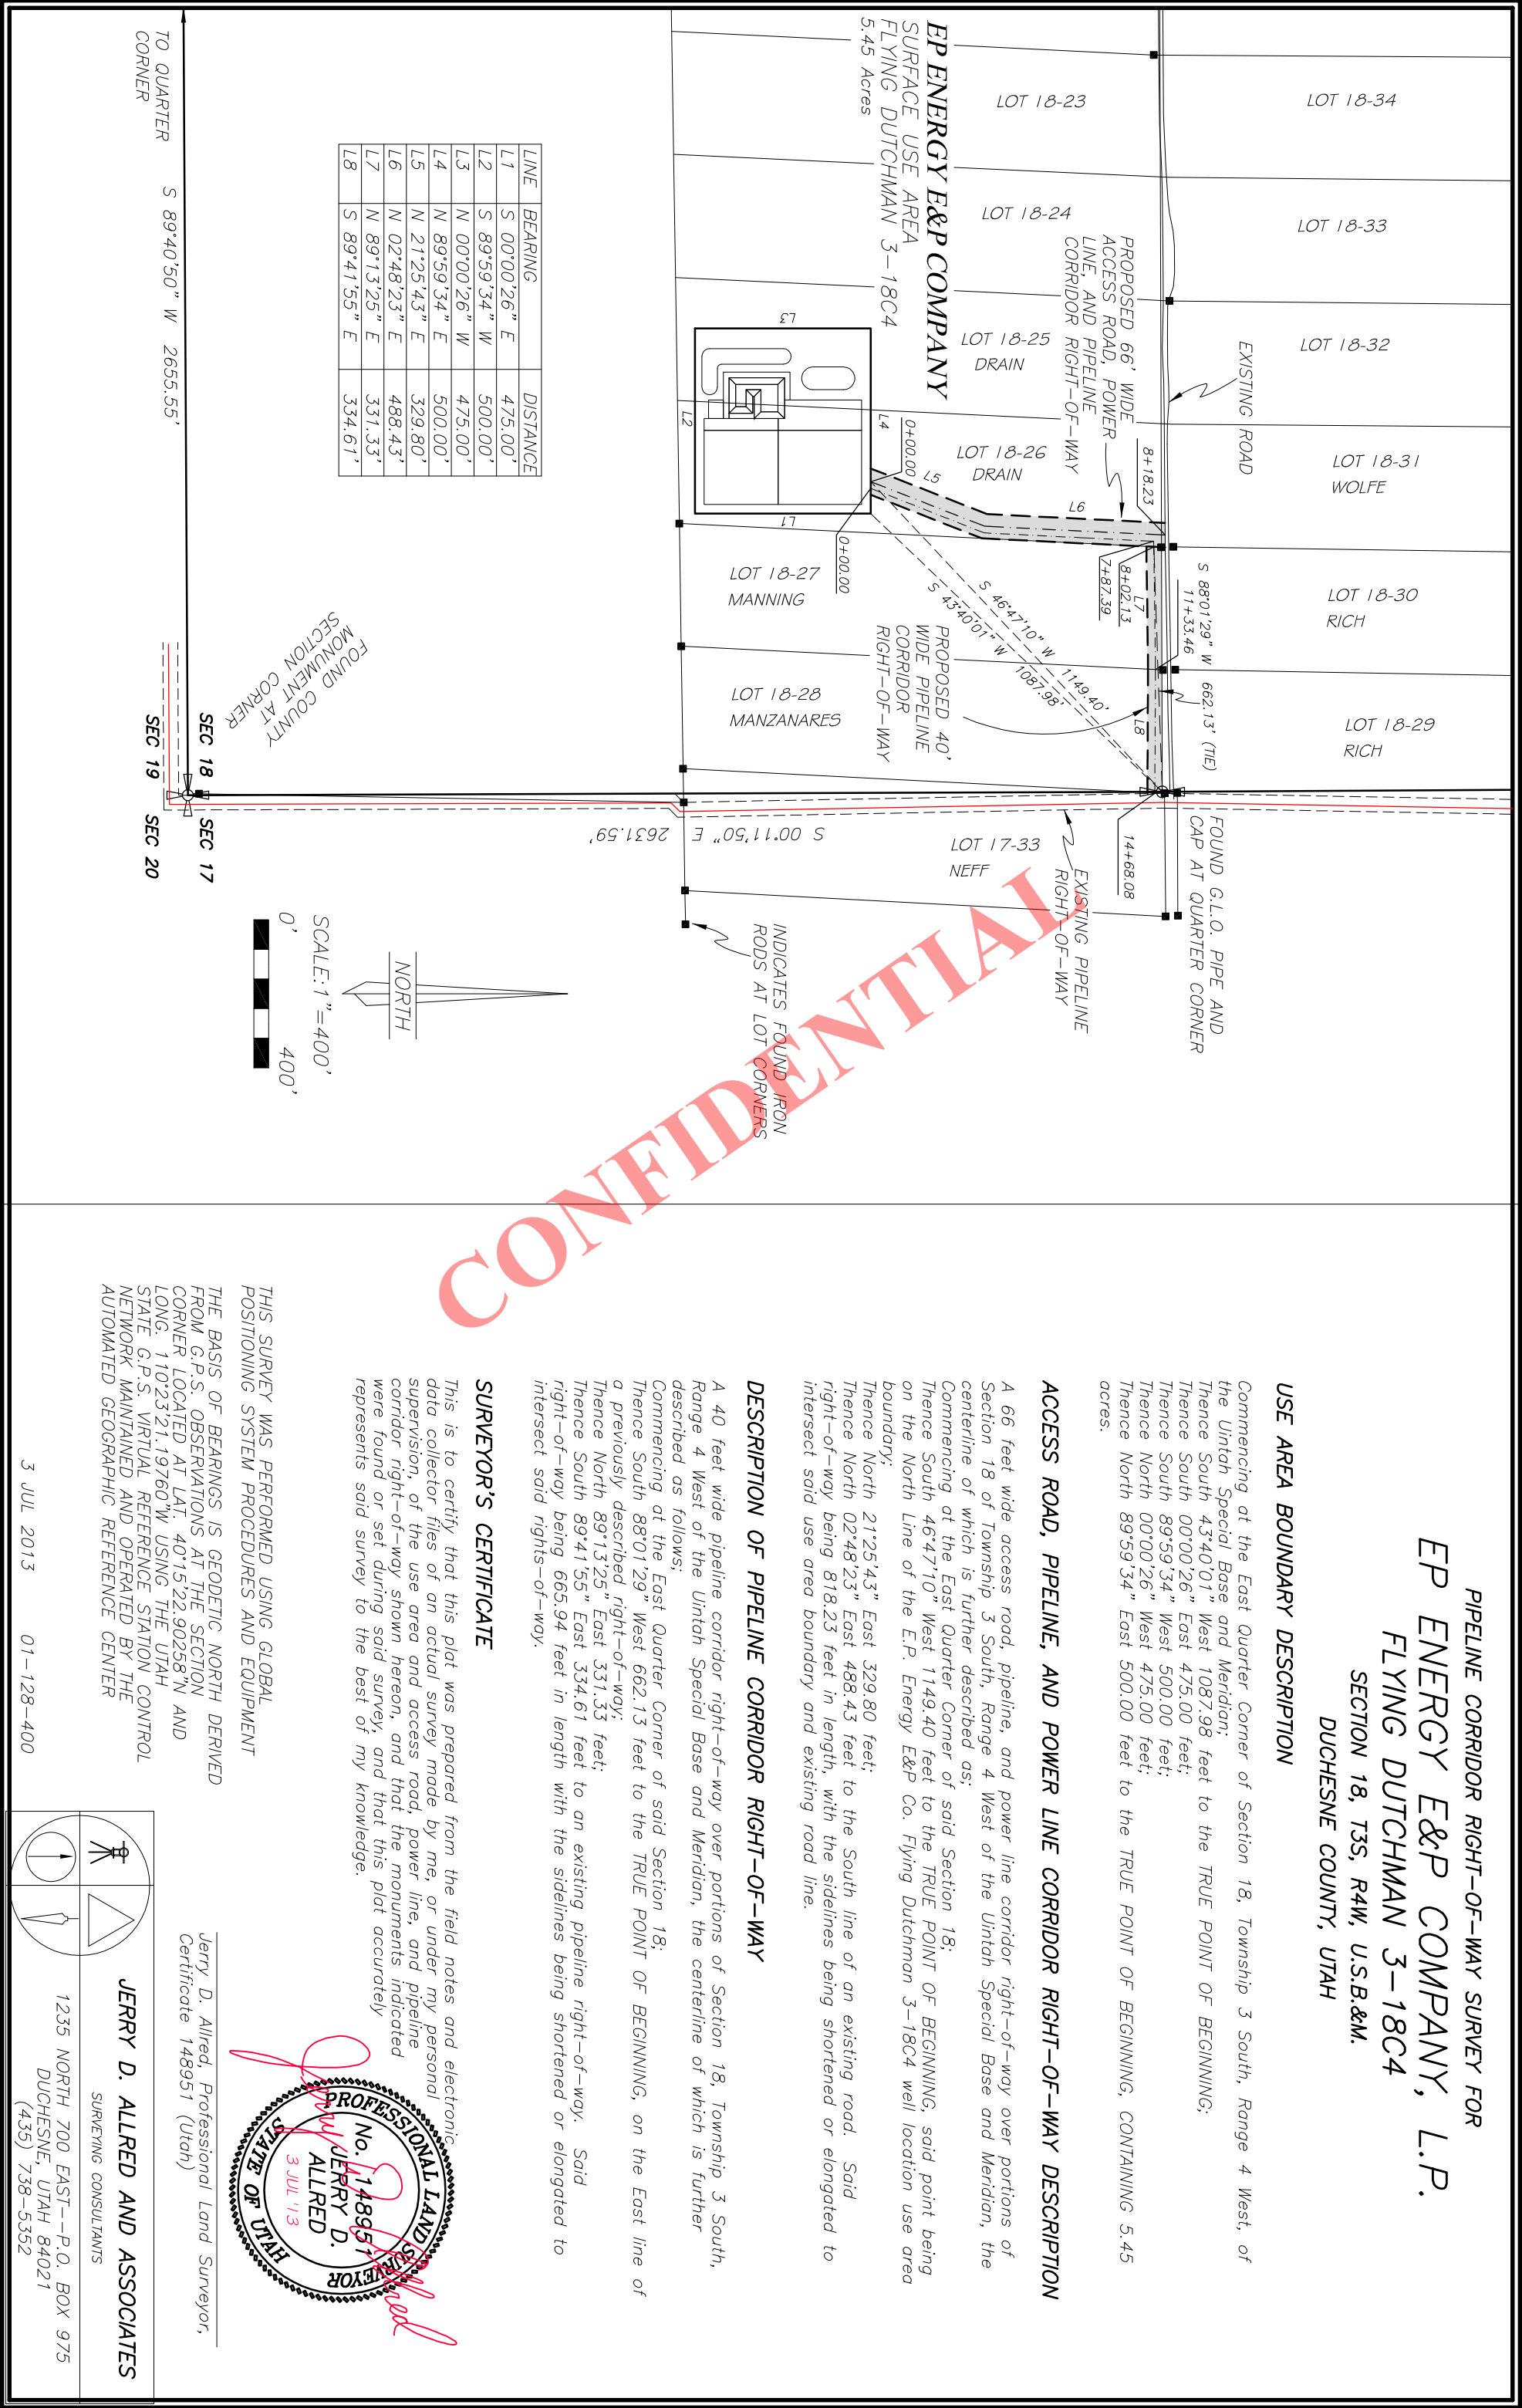 PIPELINE CORRIDOR RIGHT-OF-WAY SURVEY FOR
EP ENERGY E&P COMPANY, L.P.
FLYING DUTCHMAN 3-18C4
SECTION 18, T3S, R4W, U.S.B.&M.
DUCHESNE COUNTY, UTAH
USE AREA BOUNDARY DESCRIPTION
Commencing at the East Quarter Corner of Section 18, Township 3 South, Range 4 West, of
the Uintah Special Base and Meridian;
Thence South 43°40'01" West 1087.98 feet to the TRUE POINT OF BEGINNING;
Thence South 00°00'26" East 475.00 feet;
Thence South 89°59'34" West 500.00 feet;
Thence North 00°00'26" West 475.00 feet;
Thence North 89°59'34" East 500.00 feet to the TRUE POINT OF BEGINNING, CONTAINING 5.45
acres.
ACCESS ROAD, PIPELINE, AND POWER LINE CORRIDOR RIGHT-OF-WAY DESCRIPTION
A 66 feet wide access road, pipeline, and power line corridor right-of-way over portions of
Section 18 of Township 3 South, Range 4 West of the Uintah Special Base and Meridian, the
centerline of which is further described as;
Commencing at the East Quarter Corner of said Section 18;
Thence South 46°47'10" West 1149.40 feet to the TRUE POINT OF BEGINNING, said point being
on the North Line of the E.P. Energy E&P Co. Flying Dutchman 3-18C4 well location use area
boundary;
Thence North 21°25'43" East 329.80 feet;
Thence North 02°48'23" East 488.43 feet to the South line of an existing road. Said
right-of-way being 818.23 feet in length, with the sidelines being shortened or elongated to
intersect said use area boundary and existing road line.
DESCRIPTION OF PIPELINE CORRIDOR RIGHT-OF-WAY
A 40 feet wide pipeline corridor right-of-way over portions of Section 18, Township 3 South,
Range 4 West of the Uintah Special Base and Meridian, the centerline of which is further
described as follows;
Commencing at the East Quarter Corner of said Section 18;
Thence South 88°01'29" West 662.13 feet to the TRUE POINT OF BEGINNING, on the East line of
a previously described right-of-way;
Thence North 89°13'25" East 331.33 feet;
Thence South 89°41'55" East 334.61 feet to an existing pipeline right-of-way. Said
right-of-way being 665.94 feet in length with the sidelines being shortened or elongated to
intersect said rights-of-way.
SURVEYOR'S CERTIFICATE
This is to certify that this plat was prepared from the field notes and electronic
data collector files of an actual survey made by me, or under my personal
supervision, of the use area and access road, power line, and pipeline
corridor right-of-way shown hereon, and that the monuments indicated
were found or set during said survey, and that this plat accurately
represents said survey to the best of my knowledge.
Jerry D. Allred, Professional Land Surveyor,
Certificate 148951 (Utah)
PROFESSIONAL LAND SURVEYOR
No. 148951
JERRY D.
ALLRED
3 JUL '13
STATE OF UTAH
Jerry D. Allred
THIS SURVEY WAS PERFORMED USING GLOBAL
POSITIONING SYSTEM PROCEDURES AND EQUIPMENT
THE BASIS OF BEARINGS IS GEODETIC NORTH DERIVED
FROM G.P.S. OBSERVATIONS AT THE SECTION
CORNER LOCATED AT LAT. 40°15'22.90258"N AND
LONG. 110°23'21.19760"W USING THE UTAH
STATE G.P.S. VIRTUAL REFERENCE STATION CONTROL
NETWORK MAINTAINED AND OPERATED BY THE
AUTOMATED GEOGRAPHIC REFERENCE CENTER
3 JUL 2013 01-128-400
JERRY D. ALLRED AND ASSOCIATES
SURVEYING CONSULTANTS
1235 NORTH 700 EAST--P.O. BOX 975
DUCHESNE, UTAH 84021
(435) 738-5352
LOT 18-34
LOT 18-33
LOT 18-32
LOT 18-31
WOLFE
LOT 18-30
RICH
LOT 18-29
RICH
EXISTING ROAD
FOUND G.L.O. PIPE AND
CAP AT QUARTER CORNER
S 88°01'29" W 662.13' (TIE)
11+33.46
8+18.23
L7
8+02.13
7+87.39
L8
14+68.08
PROPOSED 66' WIDE
ACCESS ROAD, POWER
LINE, AND PIPELINE
CORRIDOR RIGHT-OF-WAY
L6
L5
LOT 18-23
LOT 18-24
LOT 18-25
DRAIN
LOT 18-26
DRAIN
S 46°47'10" W 1149.40'
S 43°40'01" W 1087.98'
EXISTING PIPELINE
RIGHT-OF-WAY
PROPOSED 40'
WIDE PIPELINE
CORRIDOR
RIGHT-OF-WAY
LOT 17-33
NEFF
EP ENERGY E&P COMPANY
SURFACE USE AREA
FLYING DUTCHMAN 3-18C4
5.45 Acres
0+00.00
L4
0+00.00
L3
L1
L2
LOT 18-27
MANNING
LOT 18-28
MANZANARES
S 00°11'50" E 2631.59'
INDICATES FOUND IRON
RODS AT LOT CORNERS
LINE BEARING DISTANCE
L1 S 00°00'26" E 475.00'
L2 S 89°59'34" W 500.00'
L3 N 00°00'26" W 475.00'
L4 N 89°59'34" E 500.00'
L5 N 21°25'43" E 329.80'
L6 N 02°48'23" E 488.43'
L7 N 89°13'25" E 331.33'
L8 S 89°41'55" E 334.61'
NORTH
SCALE:1"=400'
0' 400'
FOUND COUNTY
MONUMENT AT
SECTION CORNER
SEC 18 SEC 17
SEC 19 SEC 20
TO QUARTER
CORNER
S 89°40'50" W 2655.55'
CONFIDENTIAL